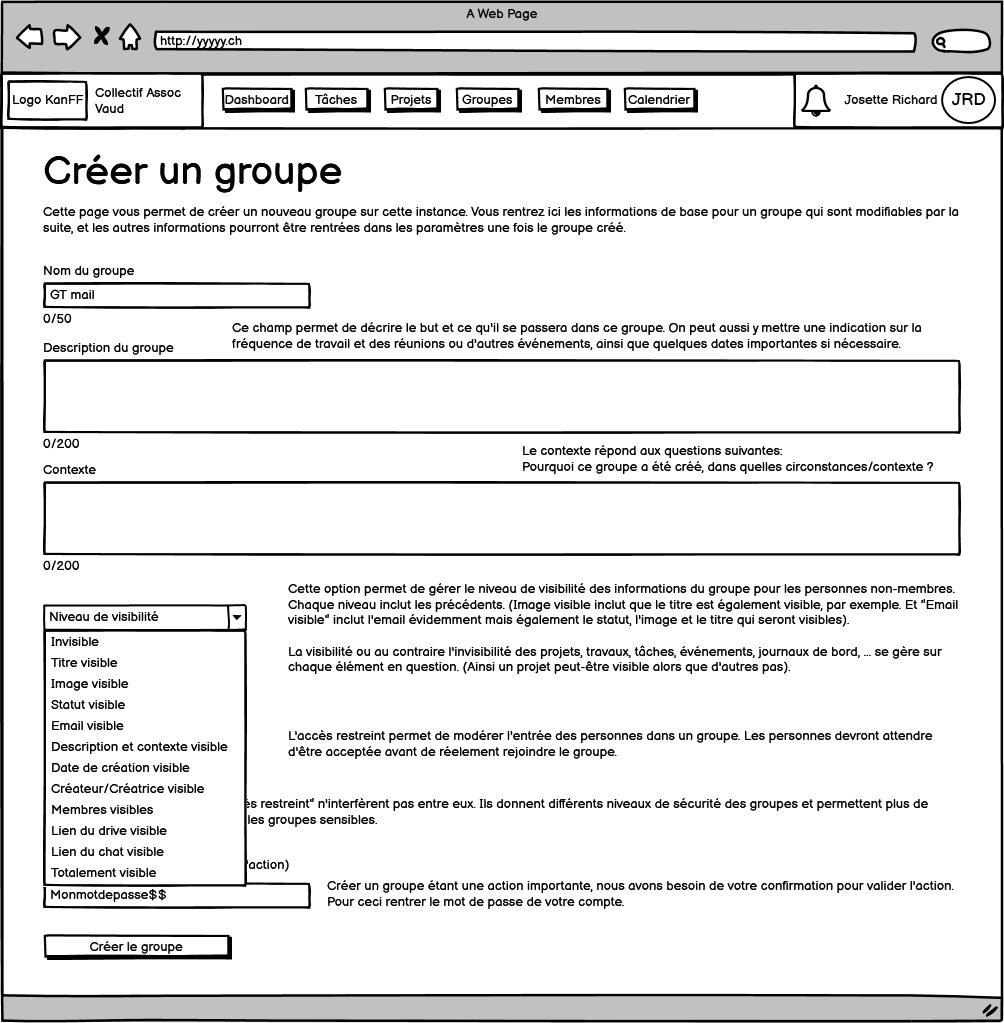 A Web Page
http://yyyyy.ch
Logo KanFF
Collectif Assoc
Vaud
Dashboard
Tâches
Projets
Groupes
Membres
Calendrier
Josette Richard
JRD
Créer un groupe
Cette page vous permet de créer un nouveau groupe sur cette instance. Vous rentrez ici les informations de base pour un groupe qui sont modifiables par la
suite, et les autres informations pourront être rentrées dans les paramètres une fois le groupe créé.
Nom du groupe
GT mail
0/50
Ce champ permet de décrire le but et ce qu'il se passera dans ce groupe. On peut aussi y mettre une indication sur la
fréquence de travail et des réunions ou d'autres événements, ainsi que quelques dates importantes si nécessaire.
Description du groupe
0/200
Le contexte répond aux questions suivantes:
Pourquoi ce groupe a été créé, dans quelles circonstances/contexte ?
Contexte
0/200
Cette option permet de gérer le niveau de visibilité des informations du groupe pour les personnes non-membres.
Chaque niveau inclut les précédents. (Image visible inclut que le titre est également visible, par exemple. Et "Email
visible" inclut l'email évidemment mais également le statut, l'image et le titre qui seront visibles).
La visibilité ou au contraire l'invisibilité des projets, travaux, tâches, événements, journaux de bord, ... se gère sur
chaque élément en question. (Ainsi un projet peut-être visible alors que d'autres pas).
Niveau de visibilité
Invisible
Titre visible
Image visible
Statut visible
Email visible
Description et contexte visible
Date de création visible
Créateur/Créatrice visible
Membres visibles
Lien du drive visible
Lien du chat visible
Totalement visible
L'accès restreint permet de modérer l'entrée des personnes dans un groupe. Les personnes devront attendre
d'être acceptée avant de réelement rejoindre le groupe.
ès restreint" n'interfèrent pas entre eux. Ils donnent différents niveaux de sécurité des groupes et permettent plus de
les groupes sensibles.
'action)
Monmotdepasse$$
Créer un groupe étant une action importante, nous avons besoin de votre confirmation pour valider l'action.
Pour ceci rentrer le mot de passe de votre compte.
Créer le groupe